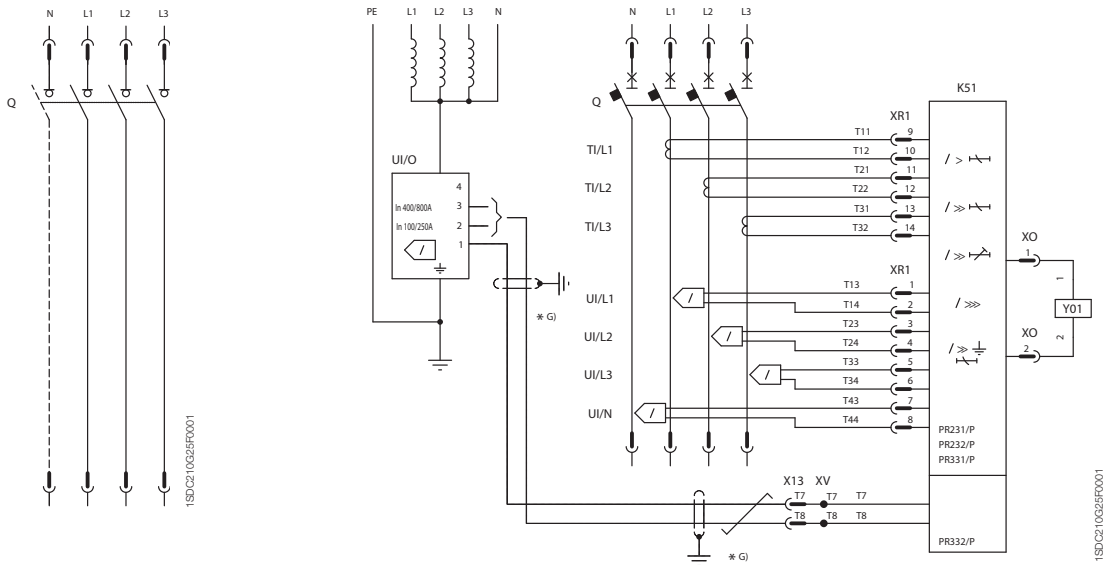 N L1 L2 L3
Q
1SDC210G25F0001
PE L1 L2 L3 N
UI/O
4
In 400/800A 3
In 100/250A 2
/ 1
* G)
N L1 L2 L3
Q
K51
XR1
TI/L1 T11 9
T12 10
TI/L2 T21 11
T22 12
TI/L3 T31 13
T32 14
XR1
UI/L1 / T13 1
T14 2
UI/L2 / T23 3
T24 4
UI/L3 / T33 5
T34 6
UI/N / T43 7
T44 8
/ >
/ >>
/ >>
/ >>>
/ >>
XO
1
1
Y01
2
XO
2
PR231/P
PR232/P
PR331/P
X13 XV
T7 T7 T7
T8 T8 T8
PR332/P
* G)
1SDC210G25F0001